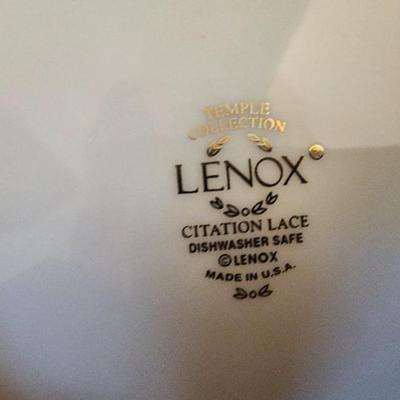 TEMPLE
COLLECTION
LENOX®
CITATION LACE
DISHWASHER SAFE
©LENOX
MADE IN U.S.A.